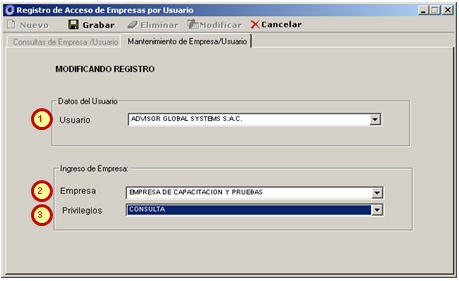 Registro de Acceso de Empresas por Usuario
Nuevo Grabar Eliminar Modificar Cancelar
Consultas de Empresa /Usuario Mantenimiento de Empresa/Usuario
MODIFICANDO REGISTRO
Datos del Usuario
1 Usuario ADVISOR GLOBAL SYSTEMS S.A.C.
Ingreso de Empresa:
2 Empresa EMPRESA DE CAPACITACION Y PRUEBAS
3 Privilegios CONSULTA